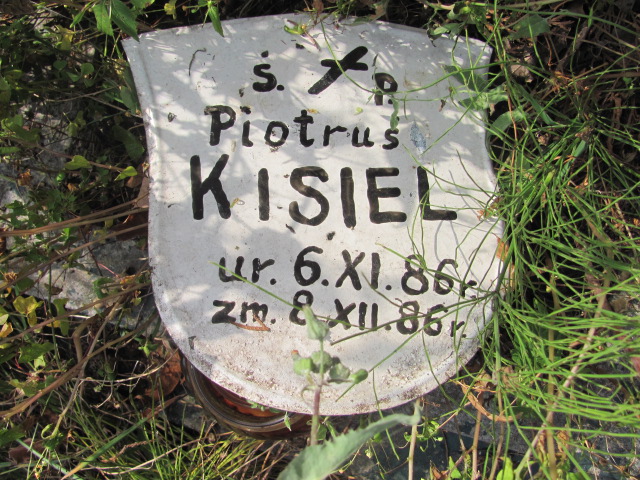 ś. p.
Piotruś
KISIEL
ur. 6.XI.86r.
zm. 8.XII.86r.